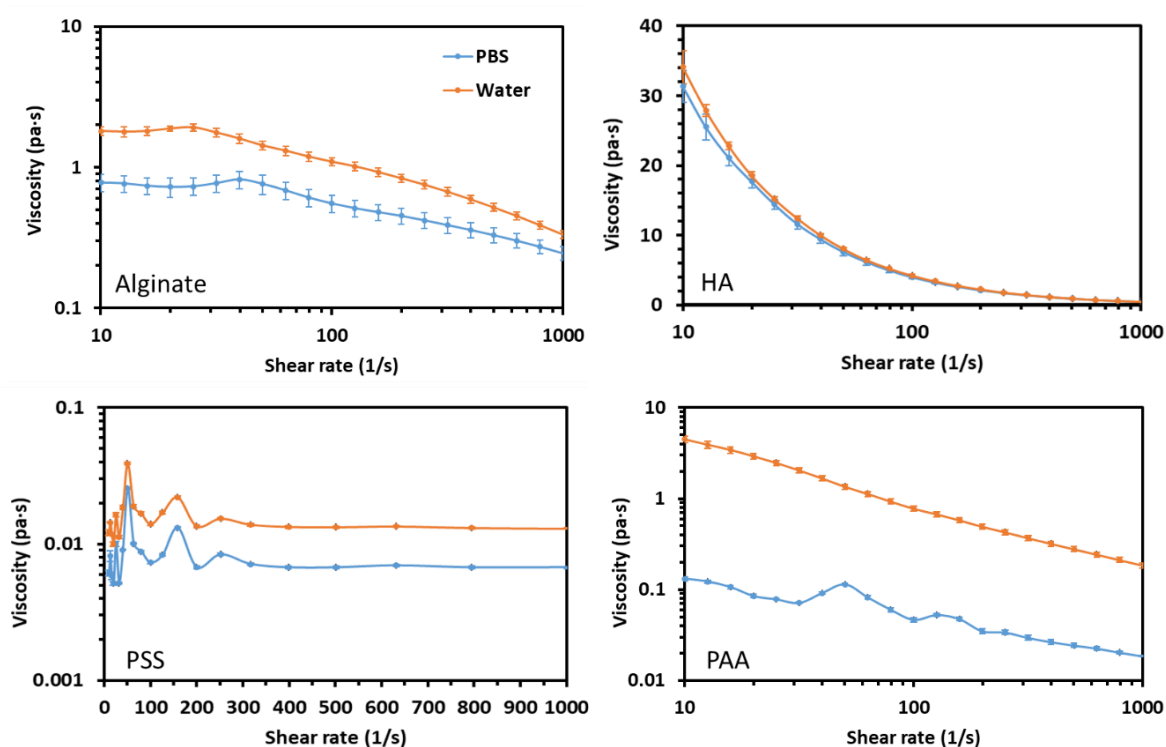 10
1
0.1
Viscosity (pa·s)
PBS
Water
Alginate
10
100
1000
Shear rate (1/s)
40
30
20
10
0
Viscosity (pa·s)
HA
10
100
1000
Shear rate (1/s)
0.1
0.01
0.001
Viscosity (pa·s)
PSS
0 100 200 300 400 500 600 700 800 900 1000
Shear rate (1/s)
10
1
0.1
0.01
Viscosity (pa·s)
PAA
10
100
1000
Shear rate (1/s)